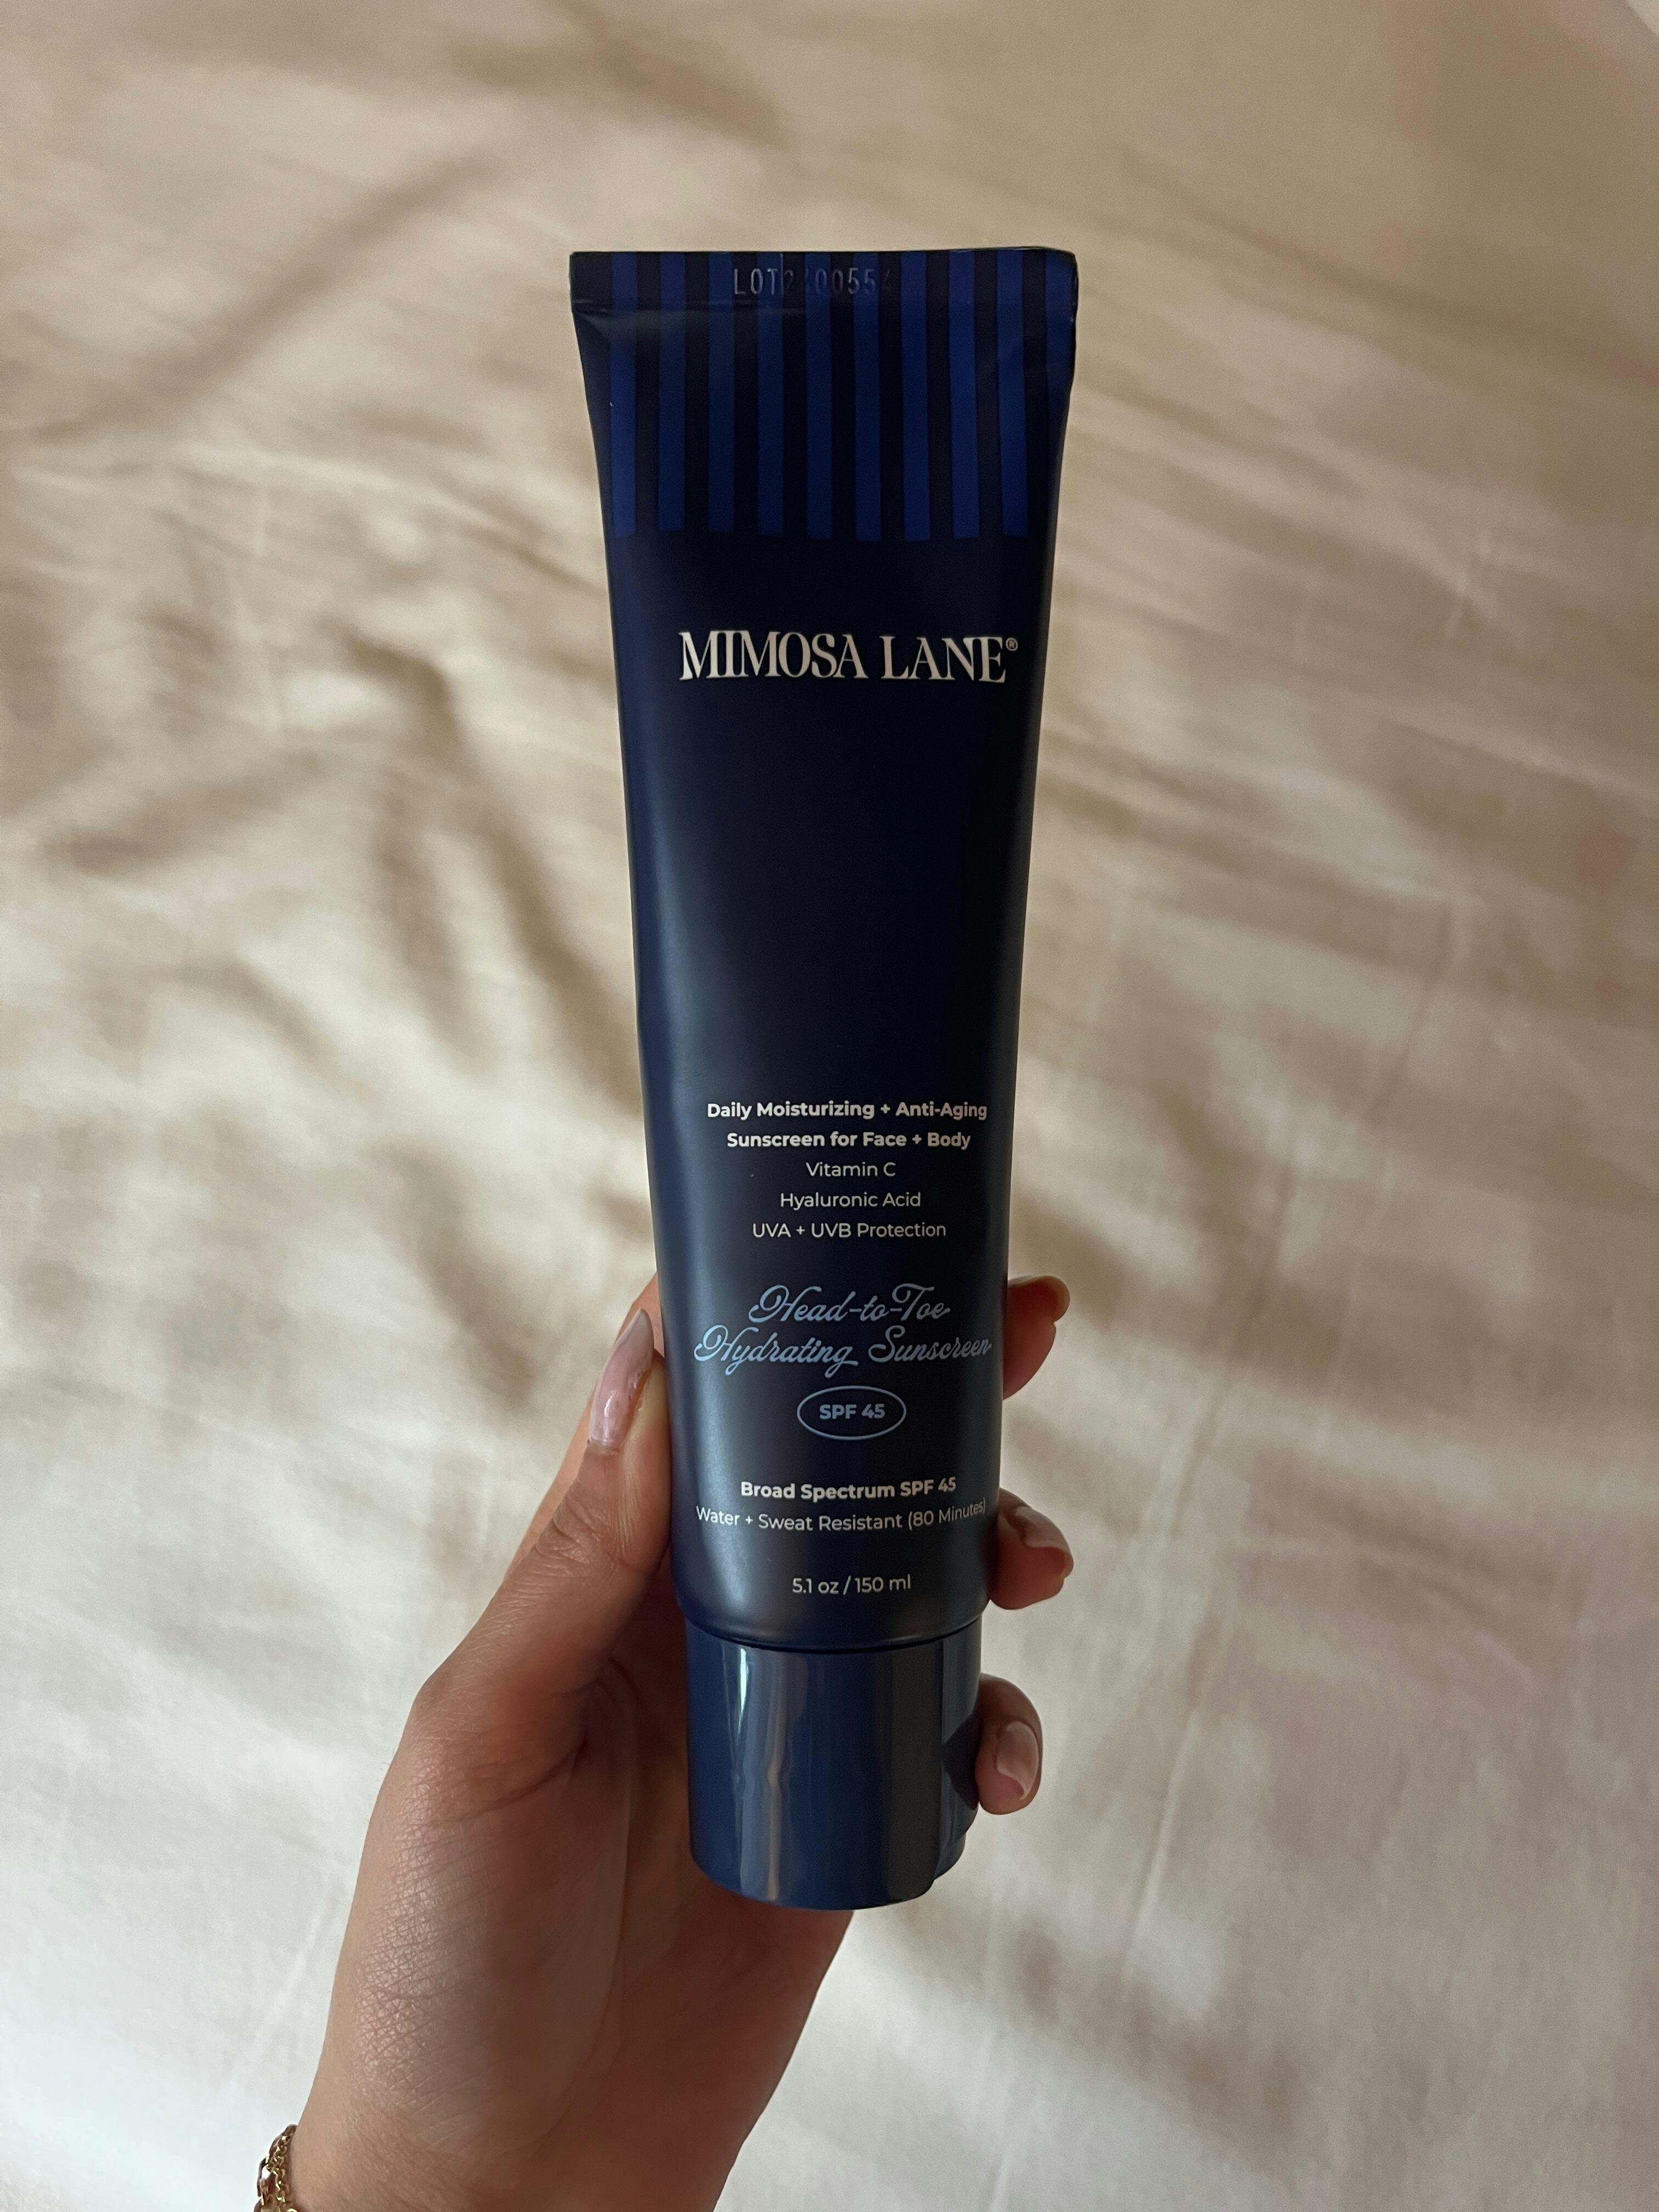 MIMOSA LANE®
Daily Moisturizing + Anti-Aging
Sunscreen for Face + Body
Vitamin C
Hyaluronic Acid
UVA + UVB Protection
Head-to-Toe
Hydrating Sunscreen
SPF 45
Broad Spectrum SPF 45
Water + Sweat Resistant (80 Minutes)
5.1 oz / 150 ml